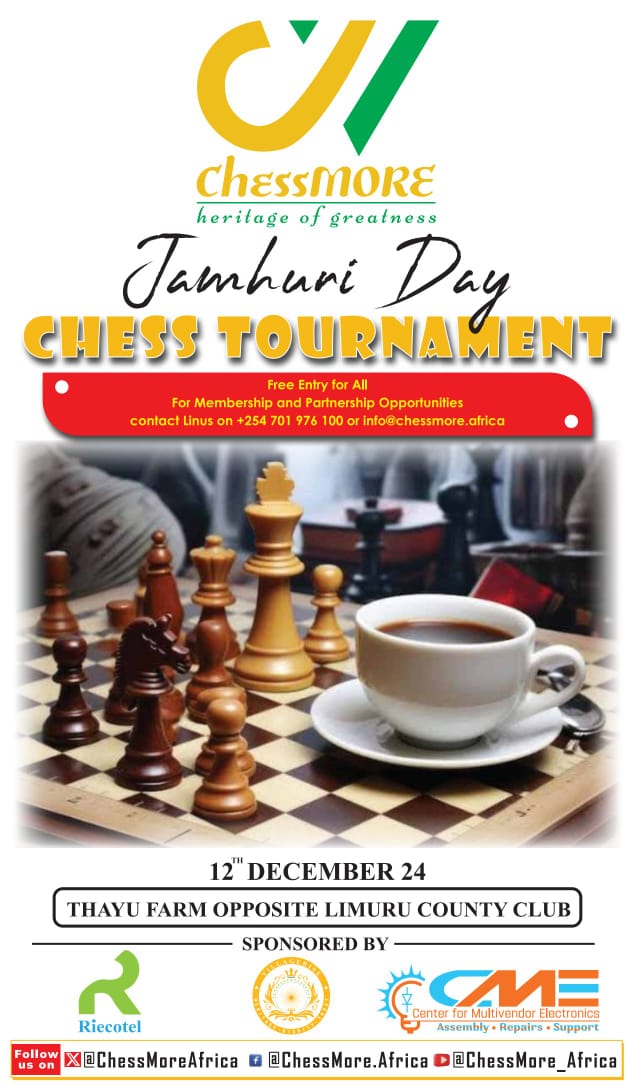 chessMORE
heritage of greatness
Jamhuri Day
CHESS TOURNAMENT
Free Entry for All
For Membership and Partnership Opportunities
contact Linus on +254 701 976 100 or info@chessmore.africa
12TH DECEMBER 24
THAYU FARM OPPOSITE LIMURU COUNTY CLUB
SPONSORED BY
Riecotel
CME
Center for Multivendor Electronics
Assembly • Repairs • Support
Follow us on @ChessMoreAfrica @ChessMore.Africa @ChessMore_Africa